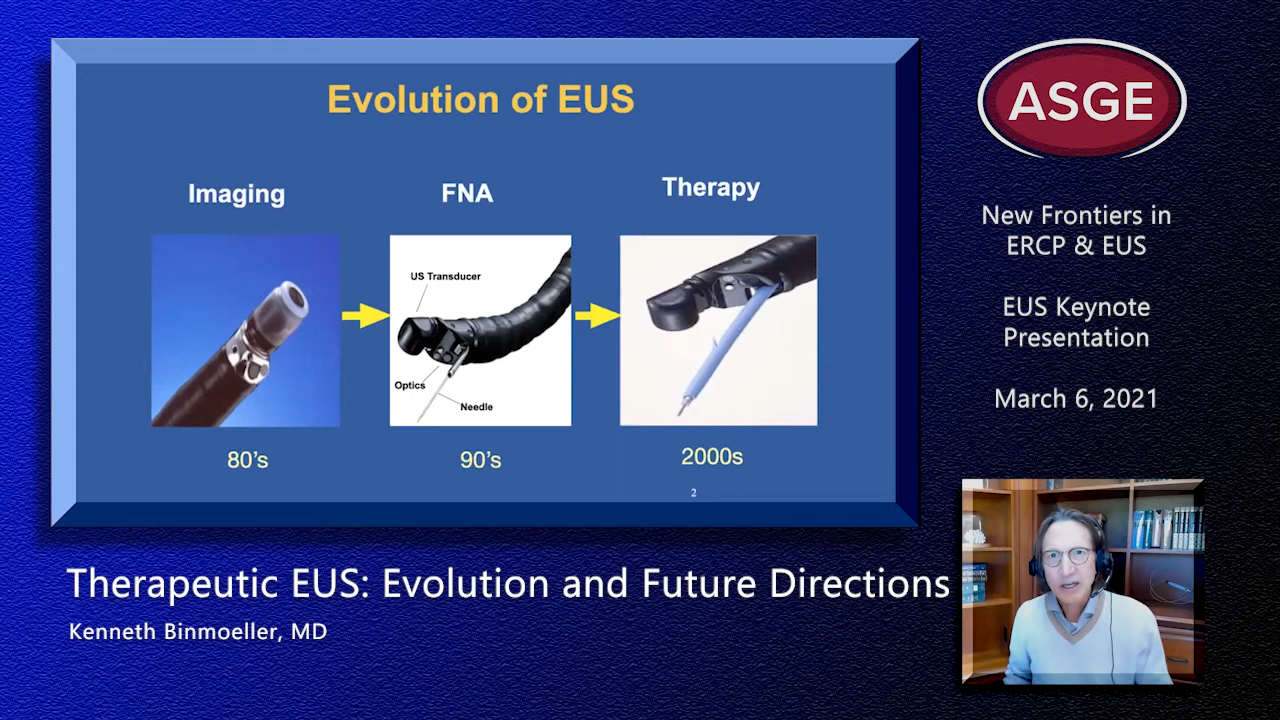 Evolution of EUS
Imaging
FNA
Therapy
US Transducer
Optics
Needle
80’s
90’s
2000s
2
ASGE
New Frontiers in
ERCP & EUS
EUS Keynote
Presentation
March 6, 2021
Therapeutic EUS: Evolution and Future Directions
Kenneth Binmoeller, MD